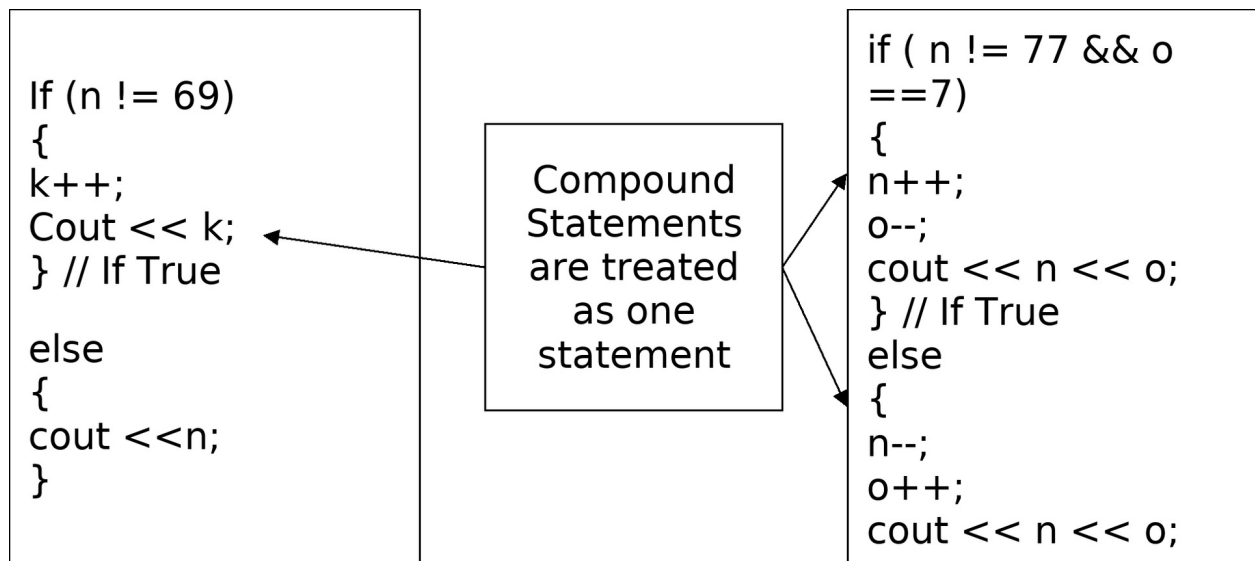 If (n != 69)
{
k++;
Cout << k;
} // If True
else
{
cout <<n;
}
Compound
Statements
are treated
as one
statement
if ( n != 77 && o
==7)
{
n++;
o--;
cout << n << o;
} // If True
else
{
n--;
o++;
cout << n << o;